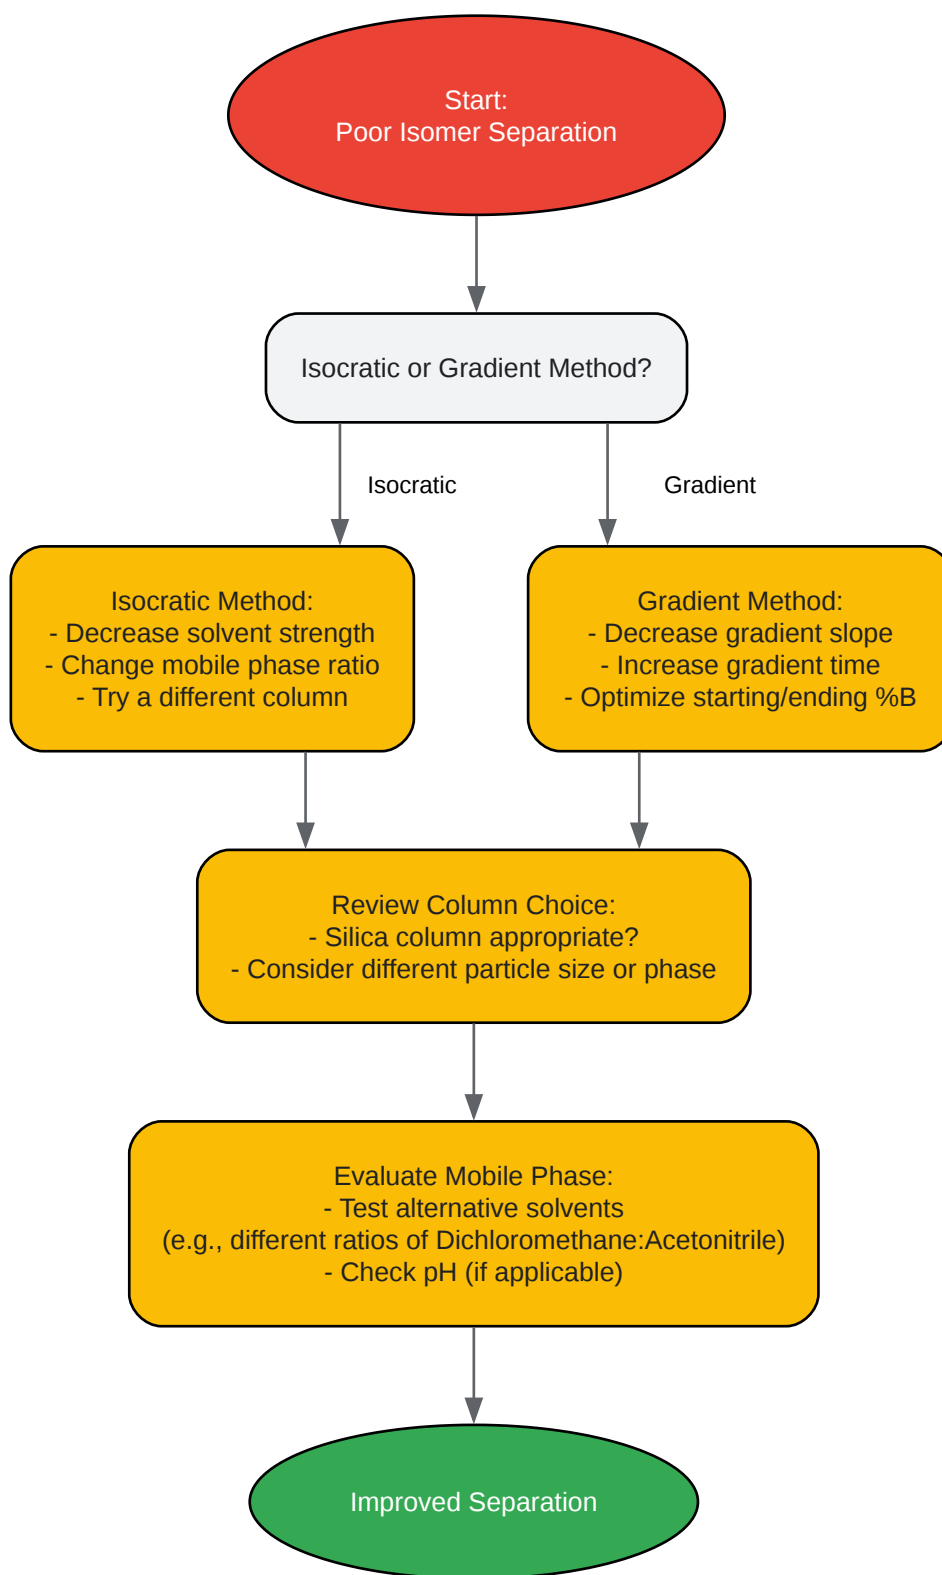 Start:
Poor Isomer Separation
Isocratic or Gradient Method?
Isocratic
Gradient
Isocratic Method:
- Decrease solvent strength
- Change mobile phase ratio
- Try a different column
Gradient Method:
- Decrease gradient slope
- Increase gradient time
- Optimize starting/ending %B
Review Column Choice:
- Silica column appropriate?
- Consider different particle size or phase
Evaluate Mobile Phase:
- Test alternative solvents
(e.g., different ratios of Dichloromethane:Acetonitrile)
- Check pH (if applicable)
Improved Separation